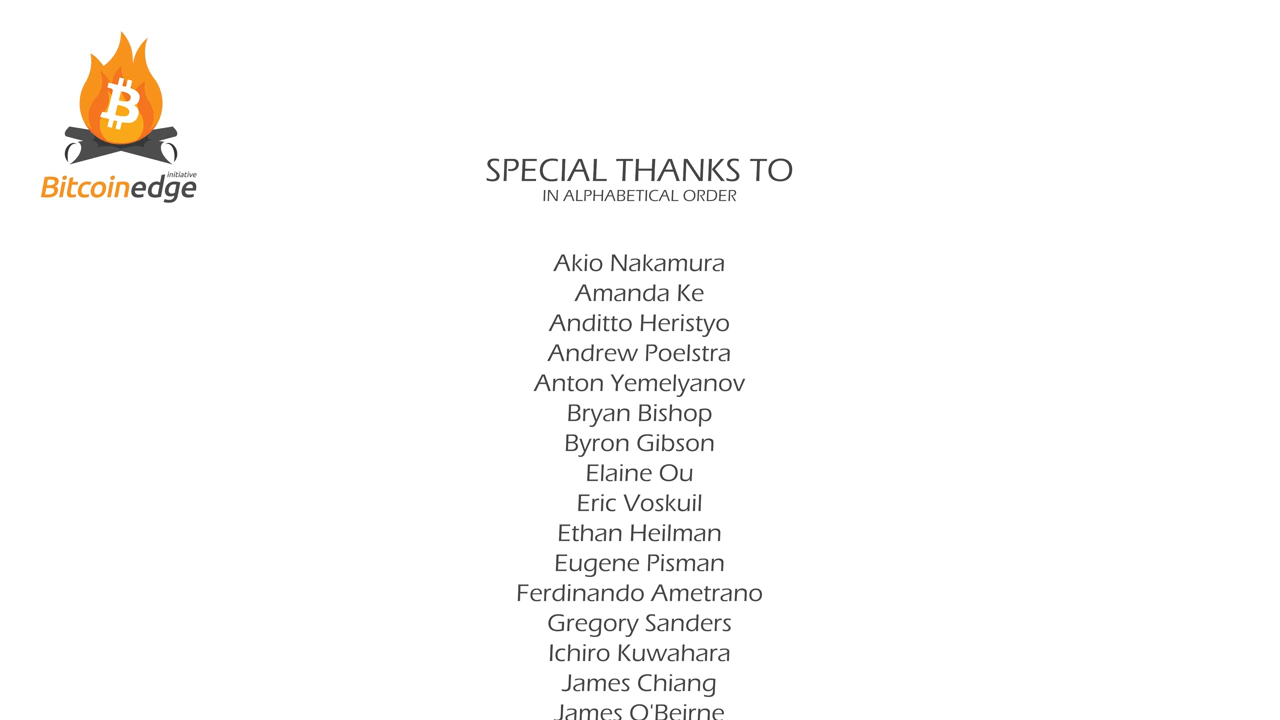 initiative
Bitcoinedge
SPECIAL THANKS TO
IN ALPHABETICAL ORDER
Akio Nakamura
Amanda Ke
Anditto Heristyo
Andrew Poelstra
Anton Yemelyanov
Bryan Bishop
Byron Gibson
Elaine Ou
Eric Voskuil
Ethan Heilman
Eugene Pisman
Ferdinando Ametrano
Gregory Sanders
Ichiro Kuwahara
James Chiang
James O'Beirne